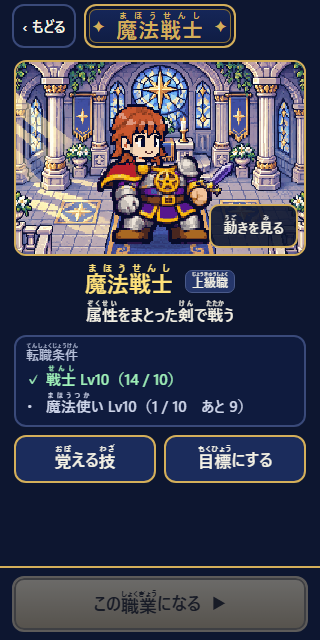 ‹ もどる
まほうせんし
魔法戦士
うご み
動きを見る
まほうせんし
魔法戦士
じょうきゅうしょく
上級職
ぞくせい けん たたか
属性をまとった剣で戦う
てんしょくじょうけん
転職条件
せんし
✓ 戦士 Lv10（14 / 10）
まほうつか
・ 魔法使い Lv10（1 / 10 あと 9）
おぼ わざ
覚える技
もくひょう
目標にする
しょくぎょう
この職業になる ▶